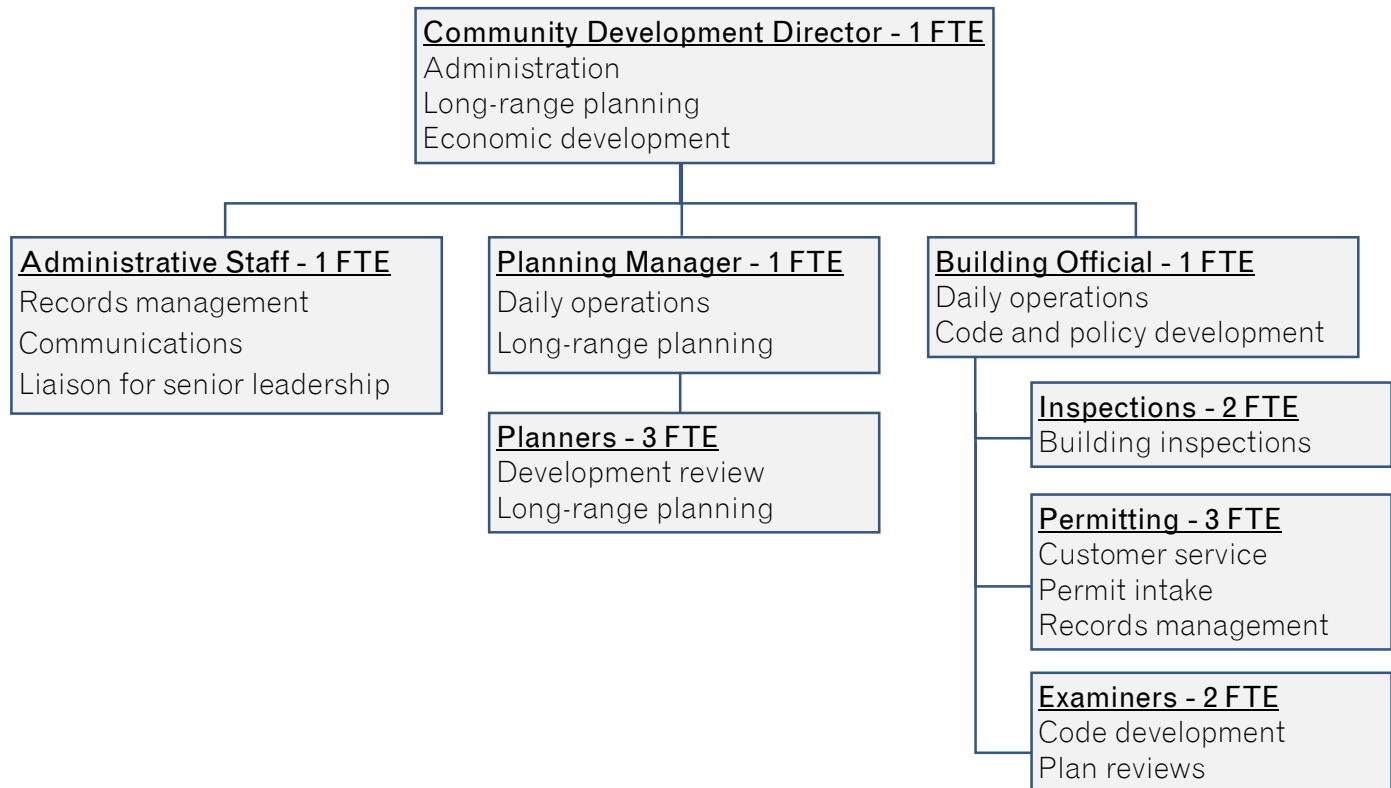 Community Development Director - 1 FTE
Administration
Long-range planning
Economic development
Administrative Staff - 1 FTE
Records management
Communications
Liaison for senior leadership
Planning Manager - 1 FTE
Daily operations
Long-range planning
Planners - 3 FTE
Development review
Long-range planning
Building Official - 1 FTE
Daily operations
Code and policy development
Inspections - 2 FTE
Building inspections
Permitting - 3 FTE
Customer service
Permit intake
Records management
Examiners - 2 FTE
Code development
Plan reviews